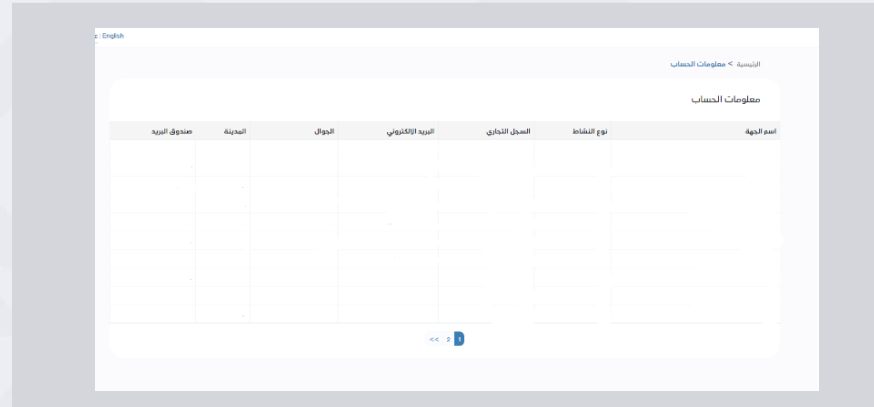 ع | English
الرئيسية > معلومات الحساب
معلومات الحساب
اسم الجهة نوع النشاط السجل التجاري البريد الالكتروني الجوال المدينة صندوق البريد
1 2 >>